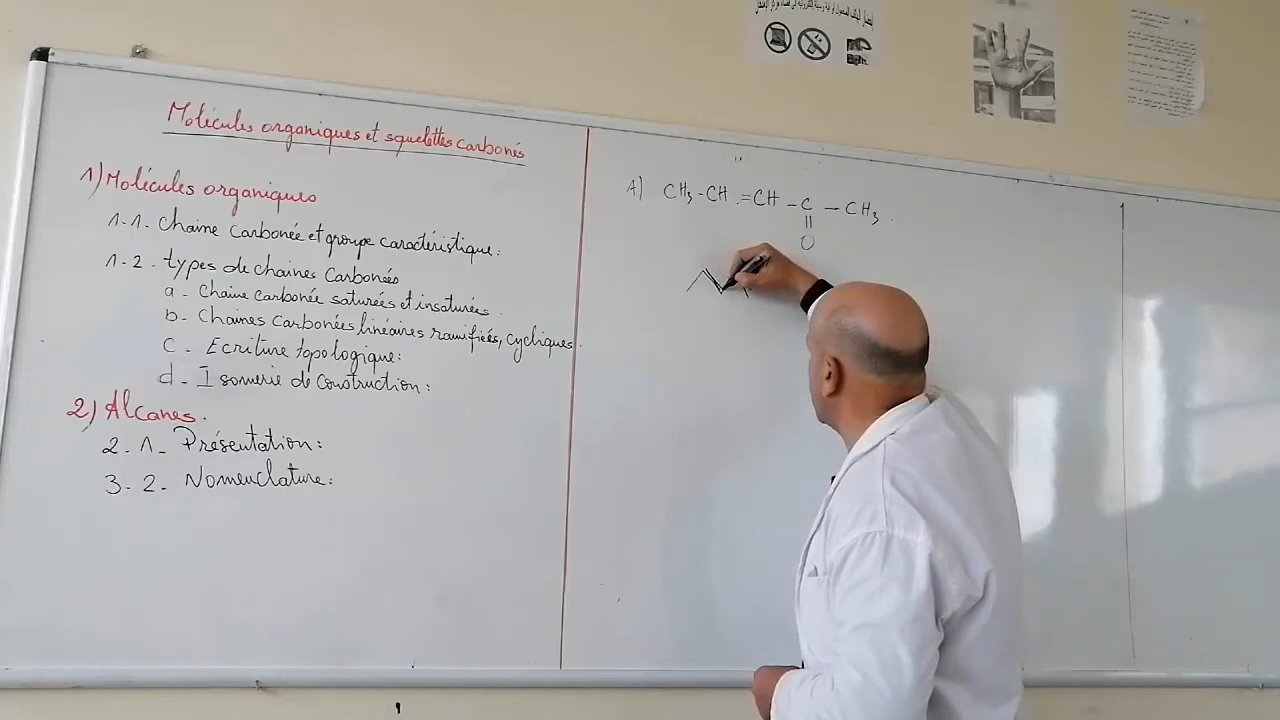 Molécules organiques et squelettes carbonés
1) Molécules organiques
1-1. Chaine Carbonée et groupe caractéristique:
1-2. types de chaines Carbonées
a. Chaine carbonée saturées et insaturées.
b. Chaines Carbonées linéaires ramifiées, cycliques.
c. Ecriture topologique:
d. Isomerie de Construction:
2) Alcanes.
2.1. Présentation:
3-2. Nomenclature:
A) CH3-CH=CH-C-CH3.
||
O